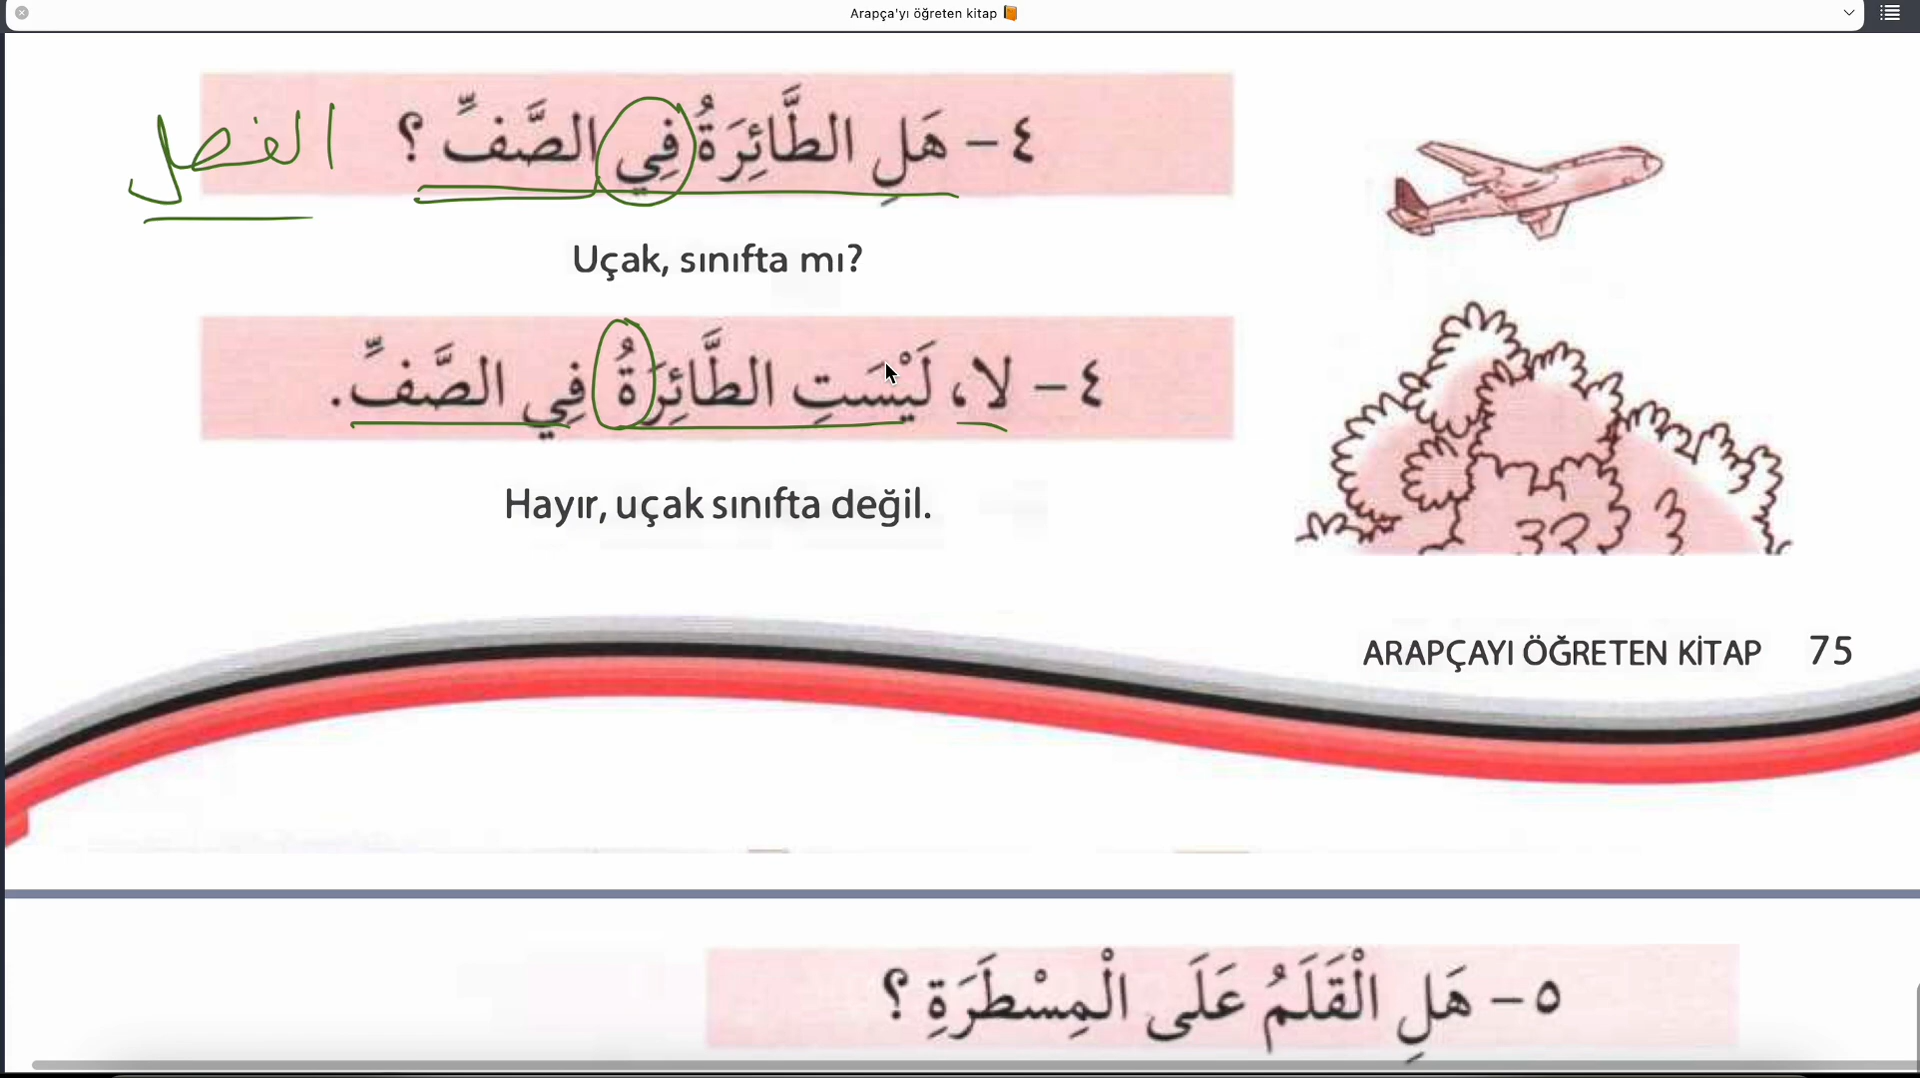 Arapça'yı öğreten kitap
٤ – هَلِ الطَّائِرَةُ فِي الصَّفِّ ؟ الفصل
Uçak, sınıfta mı?
٤ – لا، لَيْسَتِ الطَّائِرَةُ فِي الصَّفِّ.
Hayır, uçak sınıfta değil.
ARAPÇAYI ÖĞRETEN KİTAP 75
٥ – هَلِ الْقَلَمُ عَلَى الْمِسْطَرَةِ ؟